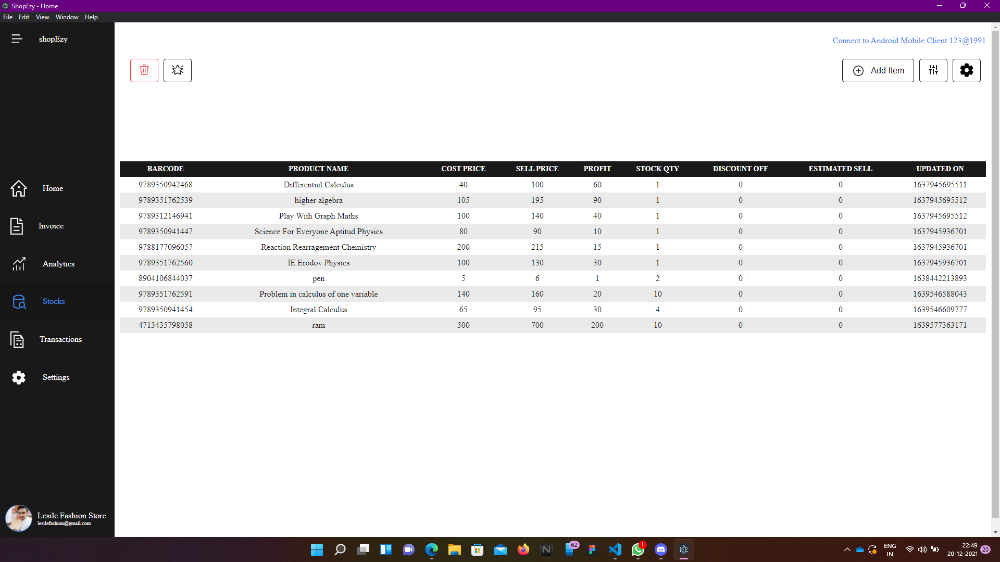 ShopEzy - Home
File Edit View Window Help
shopEzy
Connect to Android Mobile Client 123@1991
Add Item
BARCODE PRODUCT NAME COST PRICE SELL PRICE PROFIT STOCK QTY DISCOUNT OFF ESTIMATED SELL UPDATED ON
9789350942468 Differential Calculus 40 100 60 1 0 0 1637945695511
9789351762539 higher algebra 105 195 90 1 0 0 1637945695512
9789312146941 Play With Graph Maths 100 140 40 1 0 0 1637945695512
9789350941447 Science For Everyone Aptitud Physics 80 90 10 1 0 0 1637945936701
9788177096057 Reaction Rearragement Chemistry 200 215 15 1 0 0 1637945936701
9789351762560 IE Erodov Physics 100 130 30 1 0 0 1637945936701
8904106844037 pen 5 6 1 2 0 0 1638442213893
9789351762591 Problem in calculus of one variable 140 160 20 10 0 0 1639546588043
9789350941454 Integral Calculus 65 95 30 4 0 0 1639546609777
4713435798058 ram 500 700 200 10 0 0 1639577363171
Home
Invoice
Analytics
Stocks
Transactions
Settings
Lesile Fashion Store
lesilefashion@gmail.com
62
!
ENG
IN
22:49
20-12-2021
20